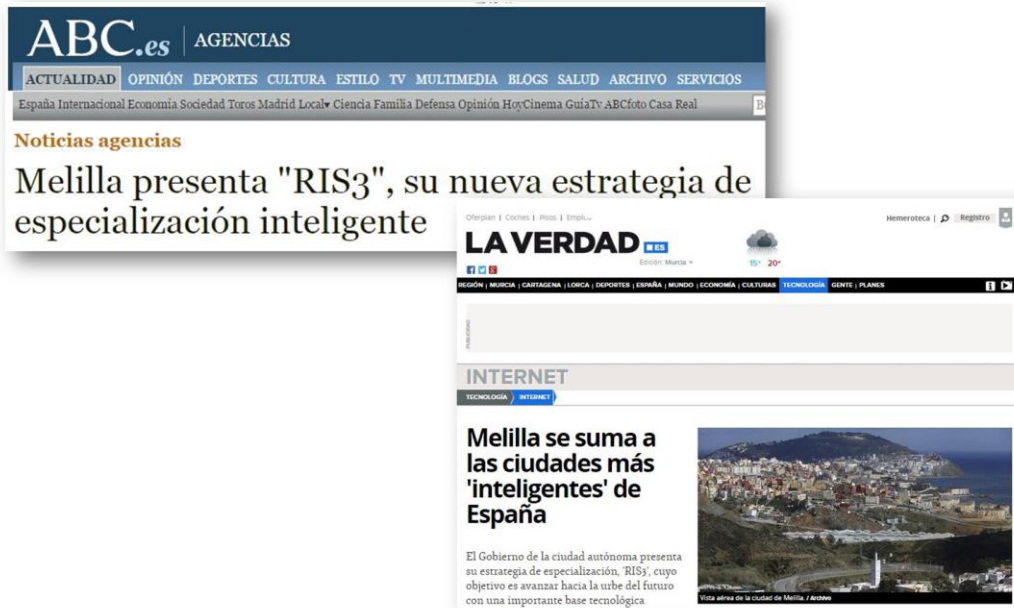 ABC.es AGENCIAS
ACTUALIDAD OPINIÓN DEPORTES CULTURA ESTILO TV MULTIMEDIA BLOGS SALUD ARCHIVO SERVICIOS
España Internacional Economía Sociedad Toros Madrid Local▾ Ciencia Familia Defensa Opinión HoyCinema GuíaTv ABCfoto Casa Real
Noticias agencias
Melilla presenta "RIS3", su nueva estrategia de
especialización inteligente
Oferplan | Coches | Pisos |
Hemeroteca | Registro
LA VERDAD ES
Edición: Murcia
15° 20°
REGIÓN | MURCIA | CARTAGENA | LORCA | DEPORTES | ESPAÑA | MUNDO | ECONOMÍA | CULTURAS TECNOLOGÍA GENTE | PLANES
PUBLICIDAD
INTERNET
TECNOLOGÍA INTERNET
Melilla se suma a
las ciudades más
'inteligentes' de
España
El Gobierno de la ciudad autónoma presenta
su estrategia de especialización, 'RIS3', cuyo
objetivo es avanzar hacia la urbe del futuro
con una importante base tecnológica
Vista aérea de la ciudad de Melilla. / Archivo